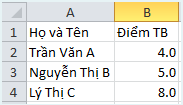 A B
1 Họ và Tên Điểm TB
2 Trần Văn A 4.0
3 Nguyễn Thị B 5.0
4 Lý Thị C 8.0